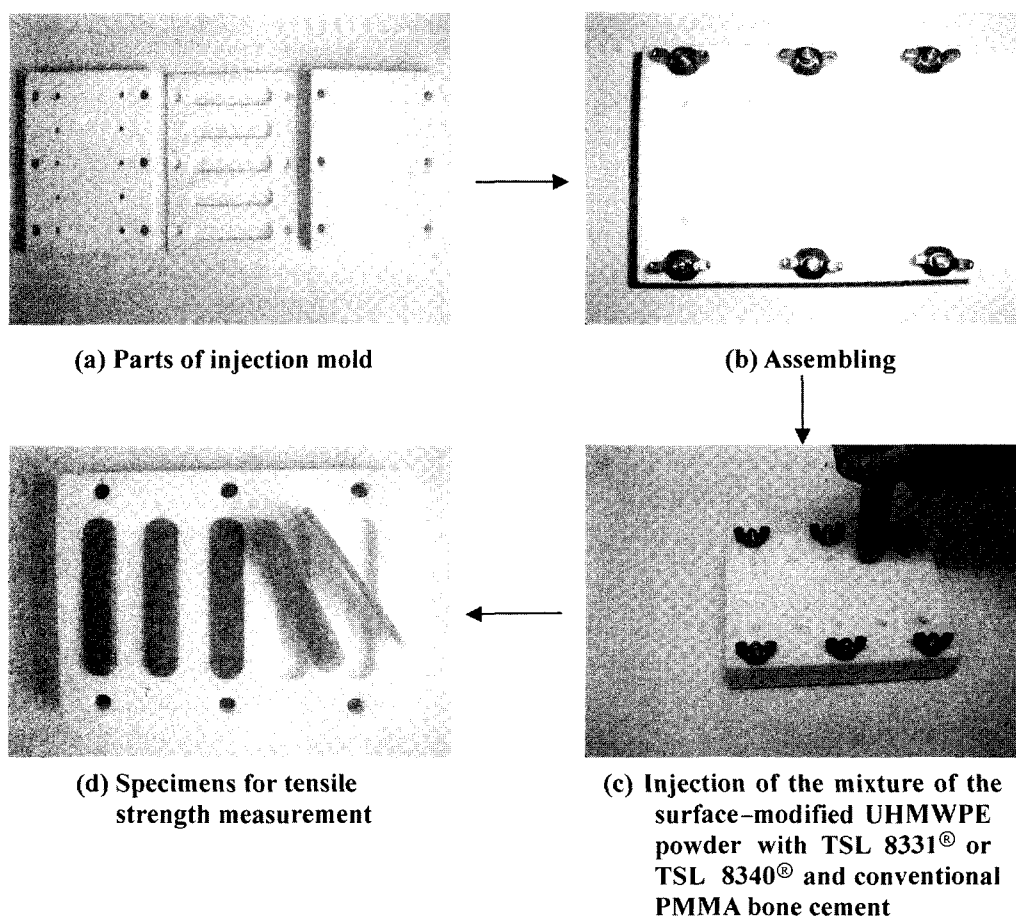 (a) Parts of injection mold
(b) Assembling
(d) Specimens for tensile
strength measurement
(c) Injection of the mixture of the
surface-modified UHMWPE
powder with TSL 8331® or
TSL 8340® and conventional
PMMA bone cement